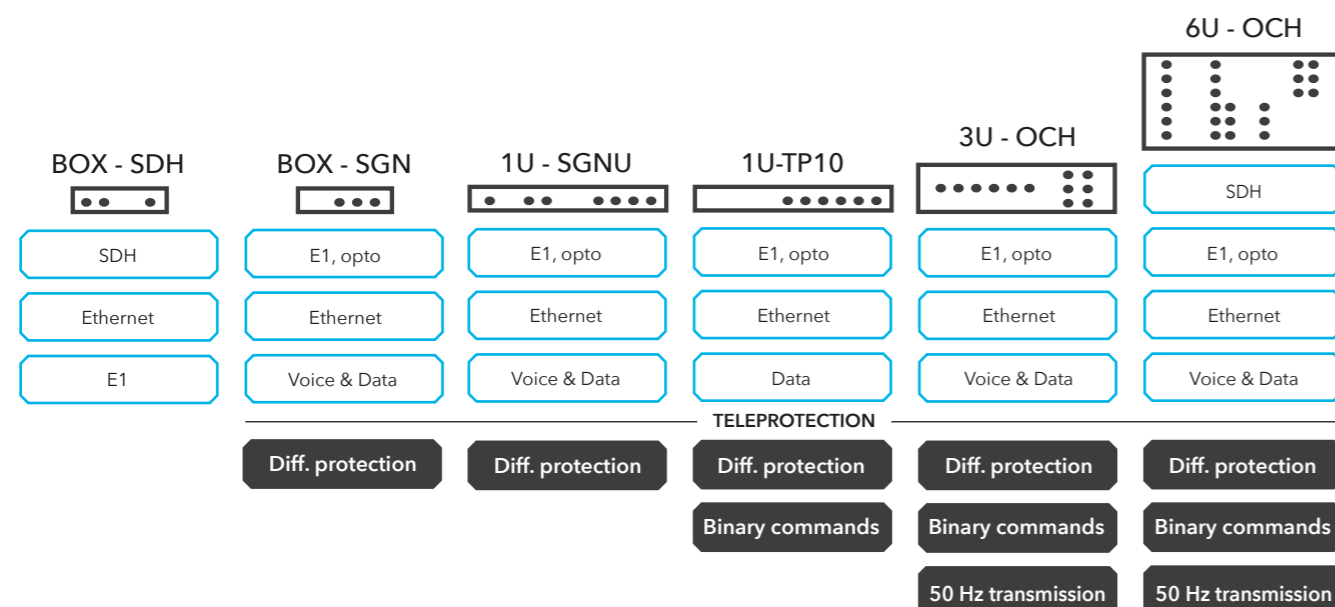 6U - OCH
3U - OCH
BOX - SDH
BOX - SGN
1U - SGNU
1U-TP10
SDH
SDH
E1, opto
E1, opto
E1, opto
E1, opto
E1, opto
Ethernet
Ethernet
Ethernet
Ethernet
Ethernet
Ethernet
E1
Voice & Data
Voice & Data
Data
Voice & Data
Voice & Data
TELEPROTECTION
Diff. protection
Diff. protection
Diff. protection
Diff. protection
Diff. protection
Binary commands
Binary commands
Binary commands
50 Hz transmission
50 Hz transmission